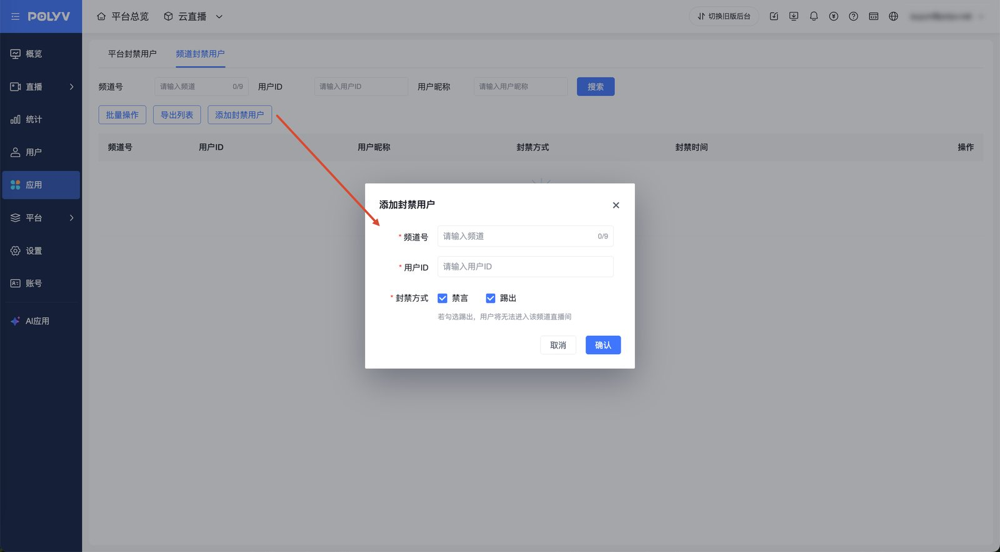 POLYV
平台总览
云直播
切换旧版后台
概览
直播
统计
用户
应用
平台
设置
账号
AI应用
平台封禁用户
频道封禁用户
频道号
请输入频道
0/9
用户ID
请输入用户ID
用户昵称
请输入用户昵称
搜索
批量操作
导出列表
添加封禁用户
频道号
用户ID
用户昵称
封禁方式
封禁时间
操作
添加封禁用户
* 频道号
请输入频道
0/9
* 用户ID
请输入用户ID
* 封禁方式
禁言
踢出
若勾选踢出，用户将无法进入该频道直播间
取消
确认